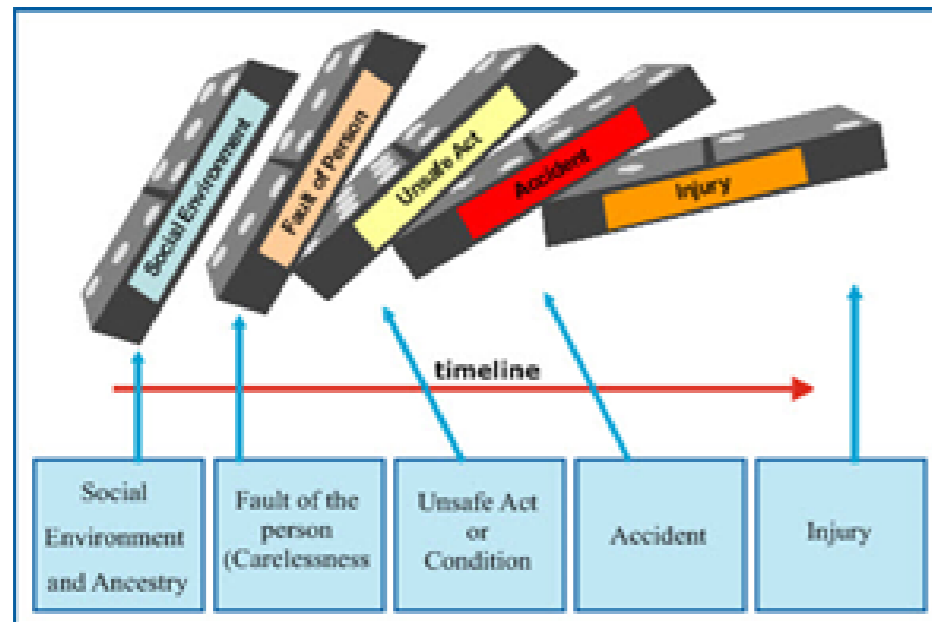 Social Environment
Fault of Person
Unsafe Act
Accident
Injury
timeline
Social
Environment
and Ancestry
Fault of the
person
(Carelessness
Unsafe Act
or
Condition
Accident
Injury